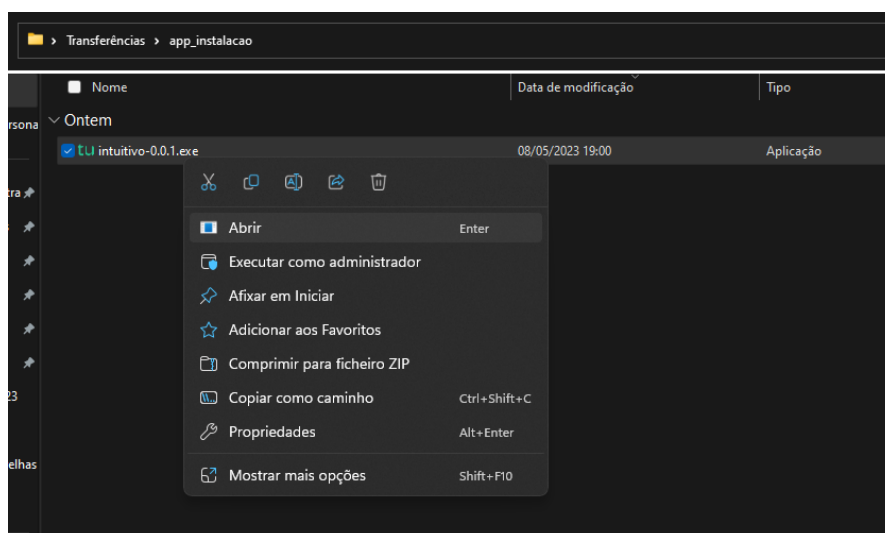 Transferências > app_instalacao
Nome Data de modificação Tipo
ersona
Ontem
tu intuitivo-0.0.1.exe 08/05/2023 19:00 Aplicação
tra
s
Abrir Enter
Executar como administrador
Afixar em Iniciar
Adicionar aos Favoritos
Comprimir para ficheiro ZIP
23
Copiar como caminho Ctrl+Shift+C
Propriedades Alt+Enter
elhas
Mostrar mais opções Shift+F10